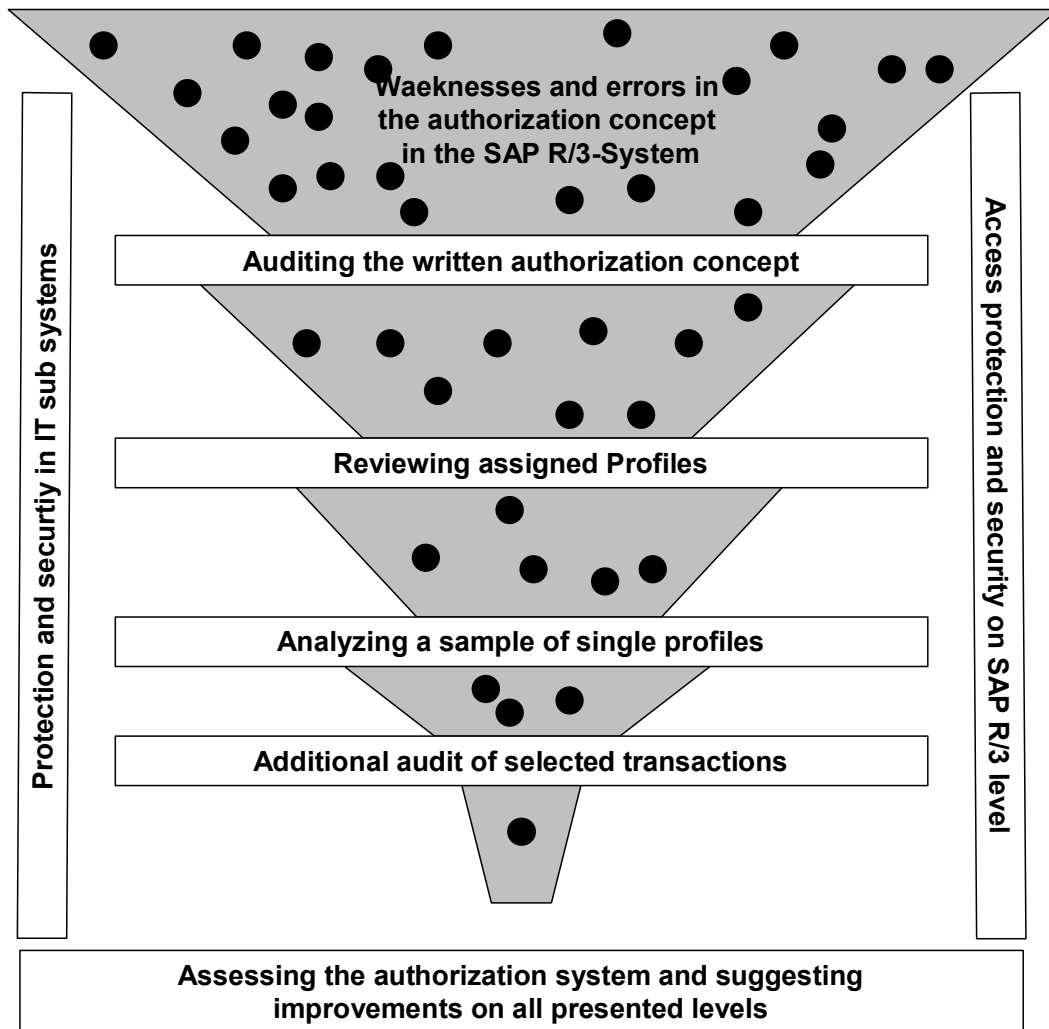 Waeknesses and errors in
the authorization concept
in the SAP R/3-System
Auditing the written authorization concept
Reviewing assigned Profiles
Analyzing a sample of single profiles
Additional audit of selected transactions
Protection and securtiy in IT sub systems
Access protection and security on SAP R/3 level
Assessing the authorization system and suggesting
improvements on all presented levels